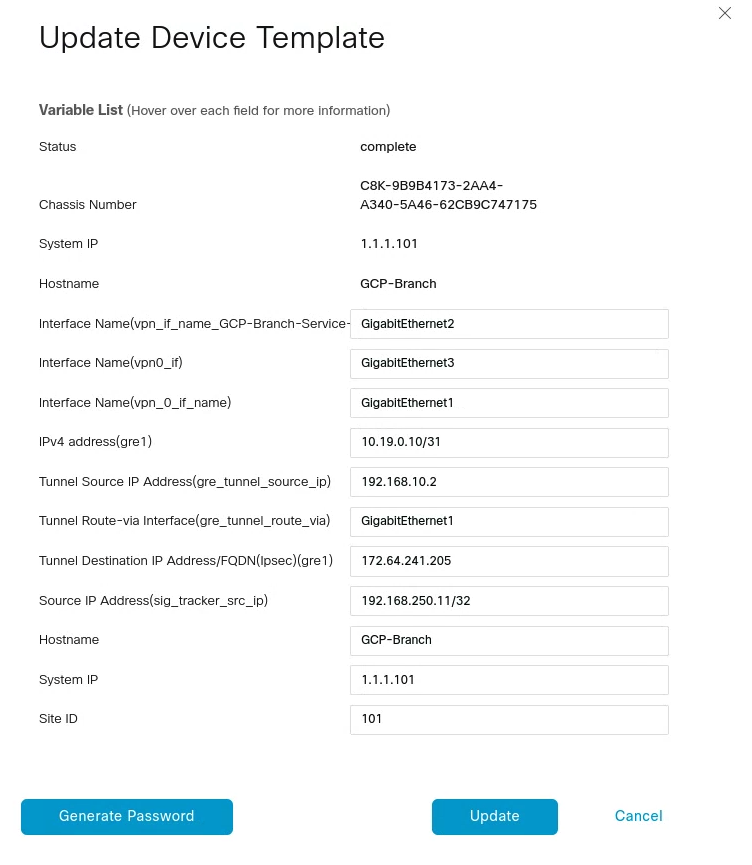 Update Device Template
Variable List (Hover over each field for more information)
Status complete
Chassis Number C8K-9B9B4173-2AA4-
A340-5A46-62CB9C747175
System IP 1.1.1.101
Hostname GCP-Branch
Interface Name(vpn_if_name_GCP-Branch-Service- GigabitEthernet2
Interface Name(vpn0_if) GigabitEthernet3
Interface Name(vpn_0_if_name) GigabitEthernet1
IPv4 address(gre1) 10.19.0.10/31
Tunnel Source IP Address(gre_tunnel_source_ip) 192.168.10.2
Tunnel Route-via Interface(gre_tunnel_route_via) GigabitEthernet1
Tunnel Destination IP Address/FQDN(Ipsec)(gre1) 172.64.241.205
Source IP Address(sig_tracker_src_ip) 192.168.250.11/32
Hostname GCP-Branch
System IP 1.1.1.101
Site ID 101
Generate Password Update Cancel